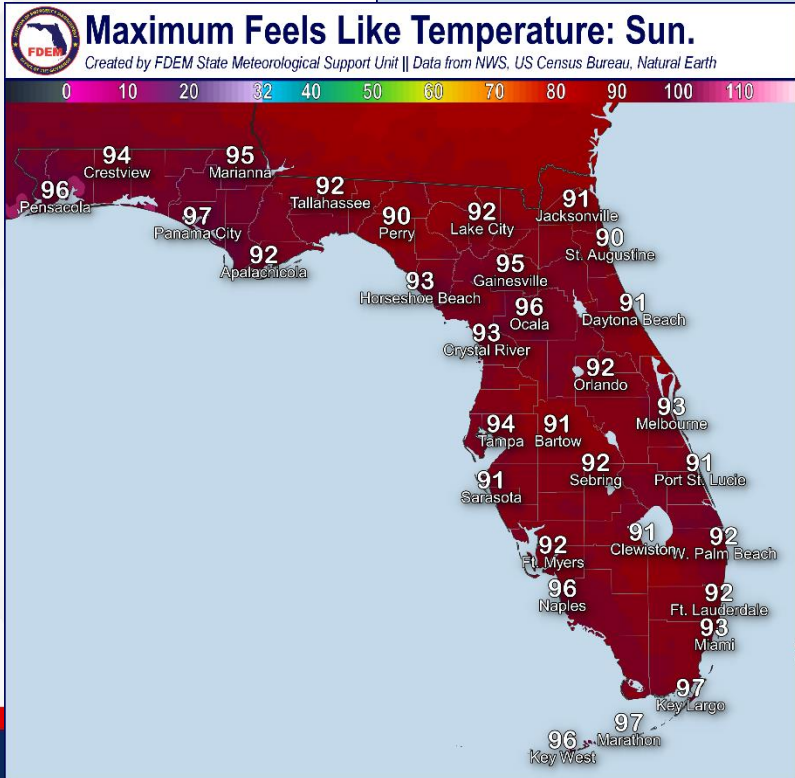 Maximum Feels Like Temperature: Sun.
FDEM
Created by FDEM State Meteorological Support Unit || Data from NWS, US Census Bureau, Natural Earth
0 10 20 32 40 50 60 70 80 90 100 110
94
Crestview
95
Marianna
96
Pensacola
97
Panama City
92
Apalachicola
92
Tallahassee
90
Perry
92
Lake City
91
Jacksonville
90
St. Augustine
93
Horseshoe Beach
95
Gainesville
96
Ocala
91
Daytona Beach
93
Crystal River
92
Orlando
93
Melbourne
94
Tampa
91
Bartow
92
Sebring
91
Port St. Lucie
91
Sarasota
92
Ft. Myers
91
Clewiston
92
W. Palm Beach
96
Naples
92
Ft. Lauderdale
93
Miami
97
Key Largo
97
Marathon
96
Key West